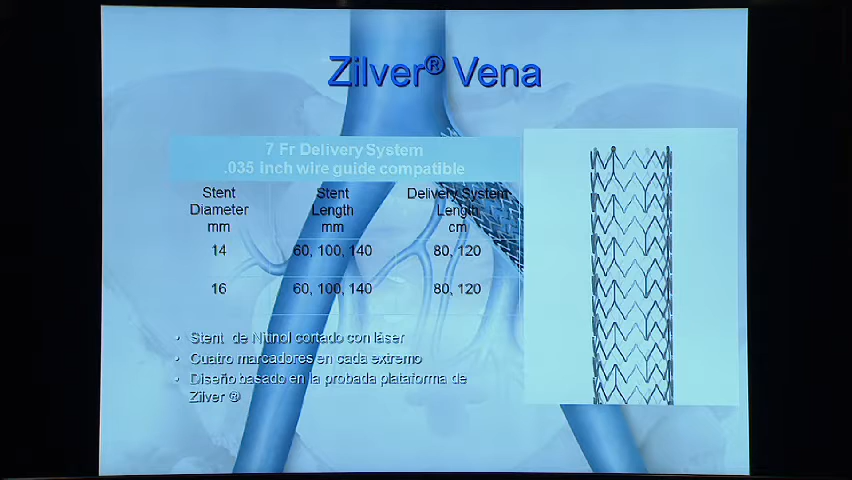 Zilver® Vena
7 Fr Delivery System
.035 inch wire guide compatible
Stent Diameter mm Stent Length mm Delivery System Length cm
14 60, 100, 140 80, 120
16 60, 100, 140 80, 120
• Stent de Nitinol cortado con láser
• Cuatro marcadores en cada extremo
• Diseño basado en la probada plataforma de
Zilver ®